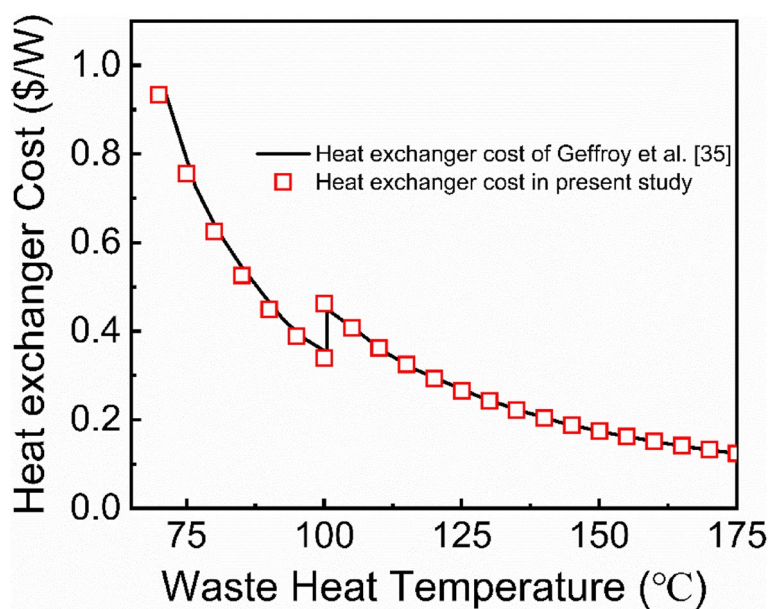 Heat exchanger Cost ($/W)
1.0
0.8
0.6
0.4
0.2
0.0
Heat exchanger cost of Geffroy et al. [35]
Heat exchanger cost in present study
75 100 125 150 175
Waste Heat Temperature (℃)